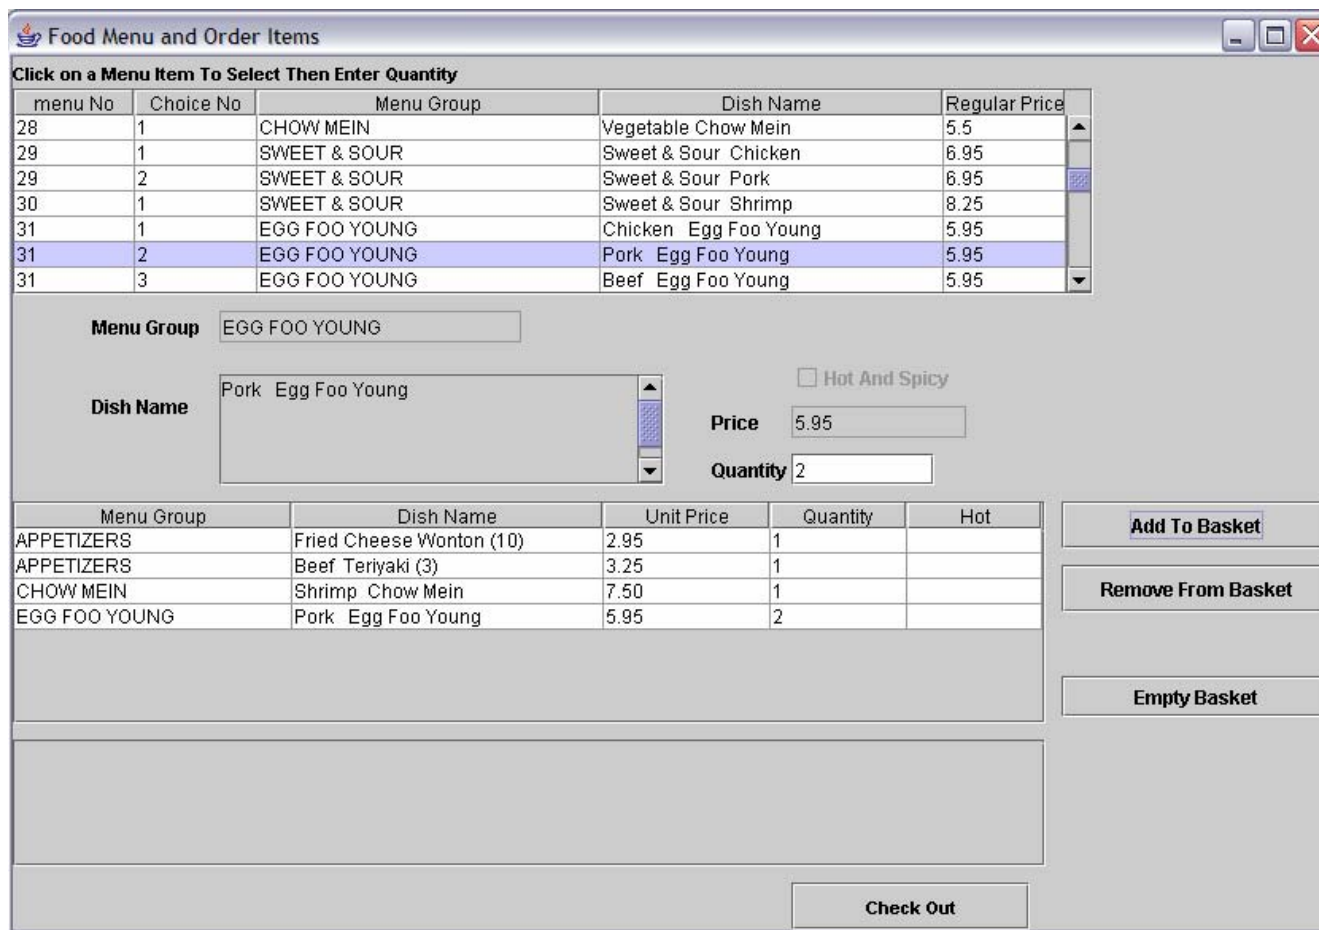 Food Menu and Order Items
Click on a Menu Item To Select Then Enter Quantity
menu No Choice No Menu Group Dish Name Regular Price
28 1 CHOW MEIN Vegetable Chow Mein 5.5
29 1 SWEET & SOUR Sweet & Sour Chicken 6.95
29 2 SWEET & SOUR Sweet & Sour Pork 6.95
30 1 SWEET & SOUR Sweet & Sour Shrimp 8.25
31 1 EGG FOO YOUNG Chicken Egg Foo Young 5.95
31 2 EGG FOO YOUNG Pork Egg Foo Young 5.95
31 3 EGG FOO YOUNG Beef Egg Foo Young 5.95
Menu Group EGG FOO YOUNG
Hot And Spicy
Dish Name Pork Egg Foo Young
Price 5.95
Quantity 2
Menu Group Dish Name Unit Price Quantity Hot
APPETIZERS Fried Cheese Wonton (10) 2.95 1
APPETIZERS Beef Teriyaki (3) 3.25 1
CHOW MEIN Shrimp Chow Mein 7.50 1
EGG FOO YOUNG Pork Egg Foo Young 5.95 2
Add To Basket
Remove From Basket
Empty Basket
Check Out